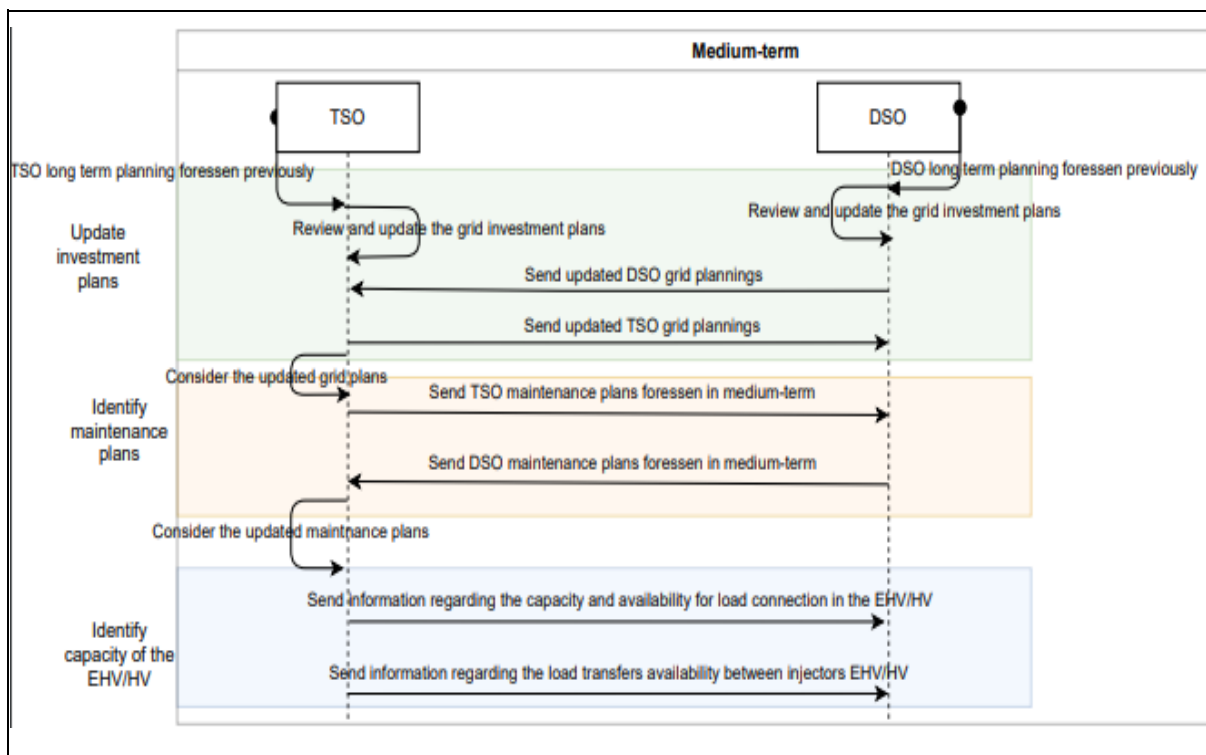 Medium-term
TSO
DSO
TSO long term planning foressen previously
DSO long term planning foressen previously
Review and update the grid investment plans
Review and update the grid investment plans
Update
investment
plans
Send updated DSO grid plannings
Send updated TSO grid plannings
Consider the updated grid plans
Send TSO maintenance plans foressen in medium-term
Identify
maintenance
plans
Send DSO maintenance plans foressen in medium-term
Consider the updated maintnance plans
Send information regarding the capacity and availability for load connection in the EHV/HV
Identify
capacity of the
EHV/HV
Send information regarding the load transfers availability between injectors EHV/HV